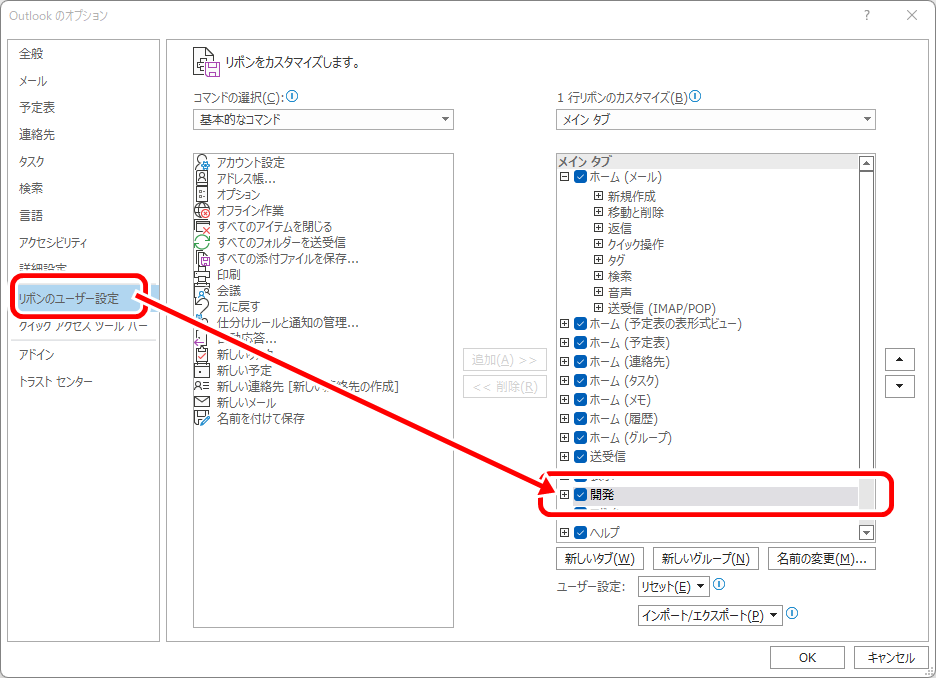 Outlook のオプション
?
全般
メール
予定表
連絡先
タスク
検索
言語
アクセシビリティ
詳細設定
リボンのユーザー設定
クイック アクセス ツール バー
アドイン
トラスト センター
リボンをカスタマイズします。
コマンドの選択(C):
基本的なコマンド
アカウント設定
アドレス帳...
オプション
オフライン作業
すべてのアイテムを閉じる
すべてのフォルダーを送受信
すべての添付ファイルを保存...
印刷
会議
元に戻す
仕分けルールと通知の管理...
自動応答...
新しい
新しい予定
新しい連絡先 [新しい連絡先の作成]
新しいメール
名前を付けて保存
追加(A) >>
<< 削除(R)
1 行リボンのカスタマイズ(B)
メイン タブ
メイン タブ
ホーム (メール)
新規作成
移動と削除
返信
クイック操作
タグ
検索
音声
送受信 (IMAP/POP)
ホーム (予定表の表形式ビュー)
ホーム (予定表)
ホーム (連絡先)
ホーム (タスク)
ホーム (メモ)
ホーム (履歴)
ホーム (グループ)
送受信
開発
ヘルプ
新しいタブ(W)
新しいグループ(N)
名前の変更(M)...
ユーザー設定:
リセット(E)
インポート/エクスポート(P)
OK
キャンセル